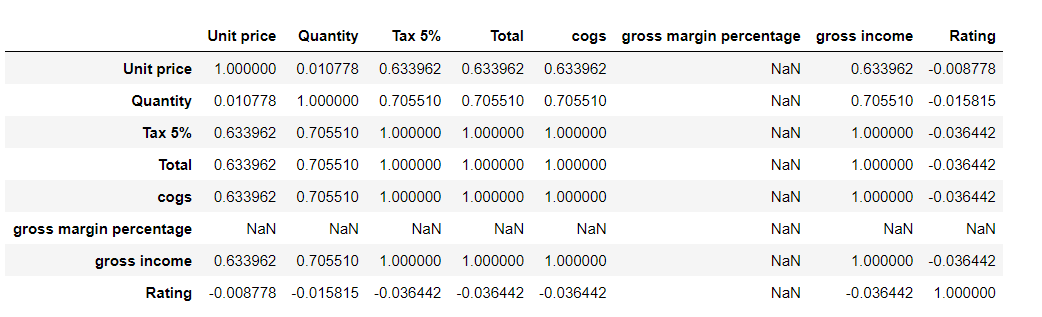 Unit price Quantity Tax 5% Total cogs gross margin percentage gross income Rating
Unit price 1.000000 0.010778 0.633962 0.633962 0.633962 NaN 0.633962 -0.008778
Quantity 0.010778 1.000000 0.705510 0.705510 0.705510 NaN 0.705510 -0.015815
Tax 5% 0.633962 0.705510 1.000000 1.000000 1.000000 NaN 1.000000 -0.036442
Total 0.633962 0.705510 1.000000 1.000000 1.000000 NaN 1.000000 -0.036442
cogs 0.633962 0.705510 1.000000 1.000000 1.000000 NaN 1.000000 -0.036442
gross margin percentage NaN NaN NaN NaN NaN NaN NaN NaN
gross income 0.633962 0.705510 1.000000 1.000000 1.000000 NaN 1.000000 -0.036442
Rating -0.008778 -0.015815 -0.036442 -0.036442 -0.036442 NaN -0.036442 1.000000